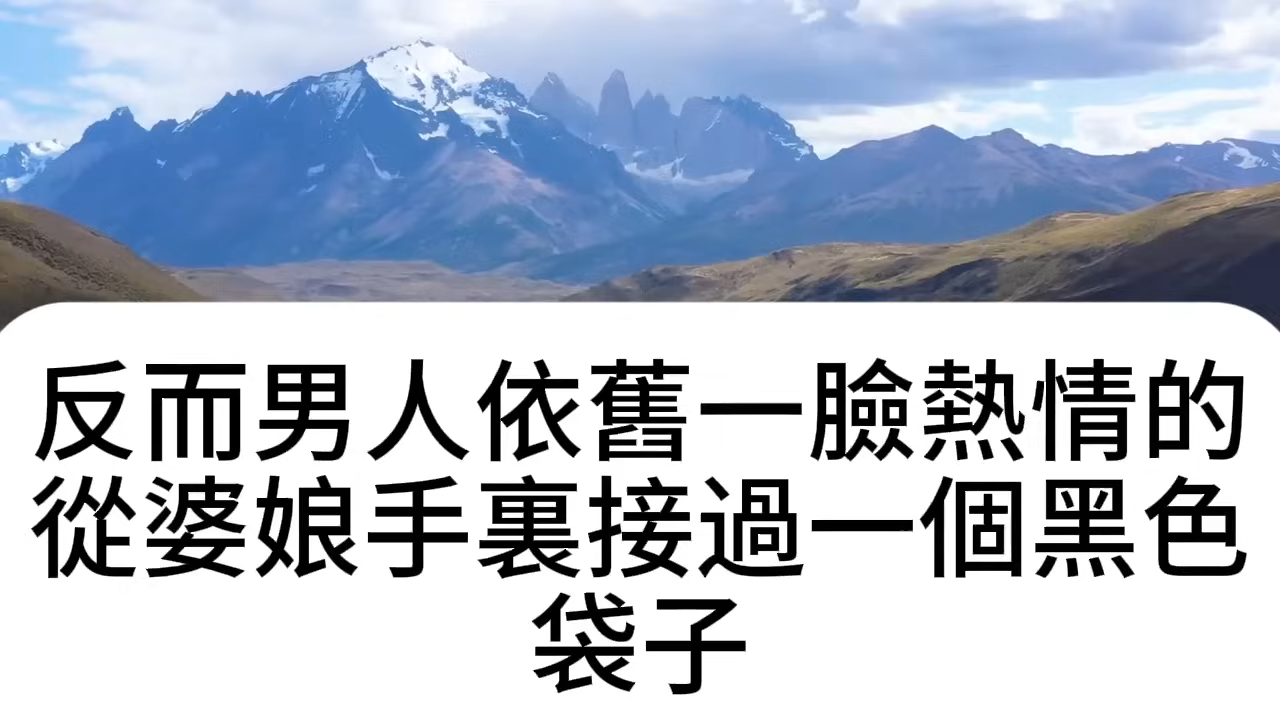 反而男人依舊一臉熱情的
從婆娘手裏接過一個黑色
袋子